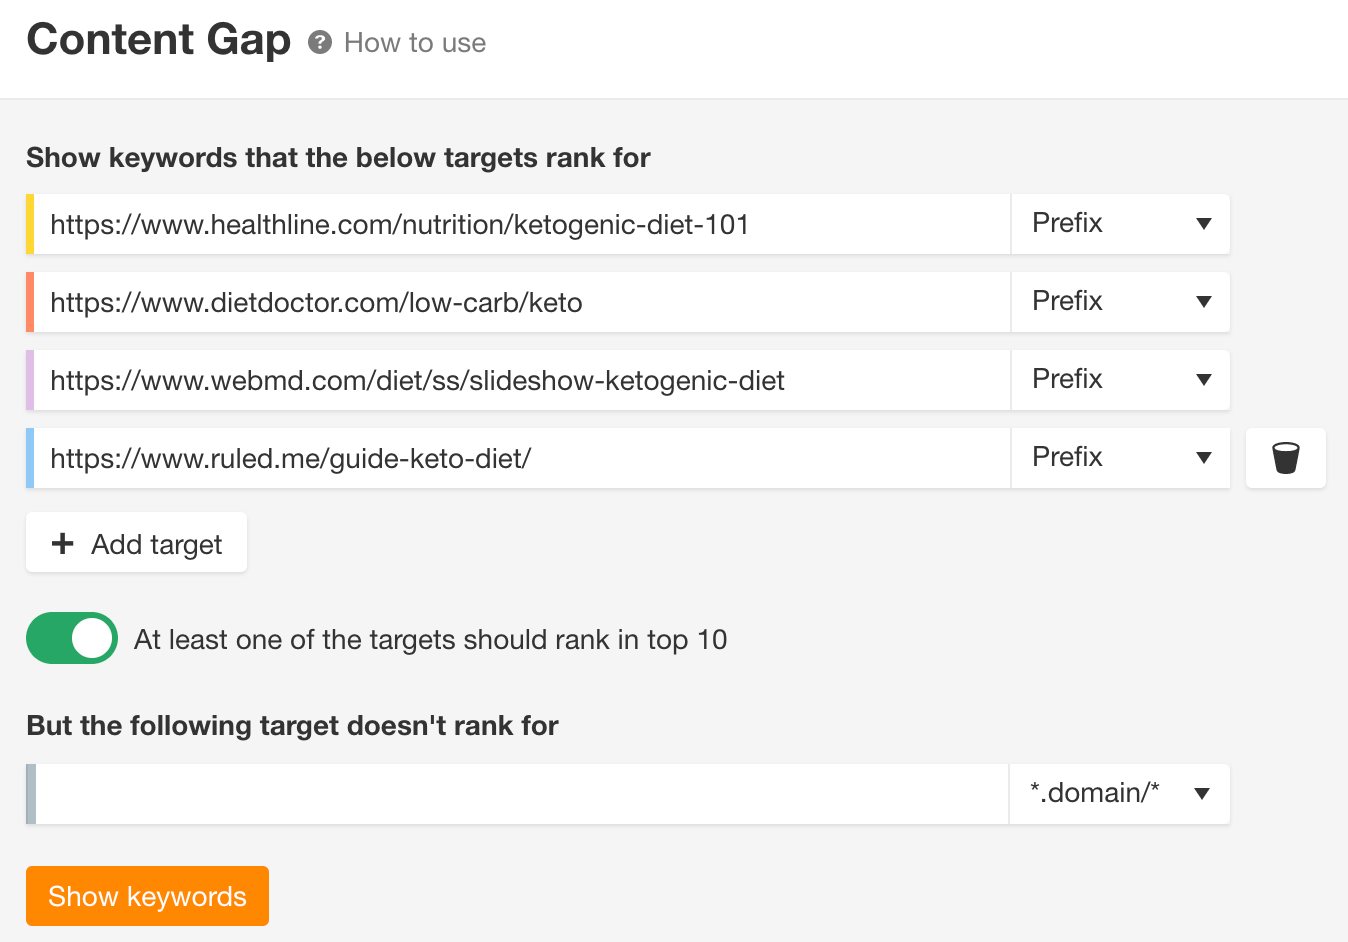 Content Gap ? How to use
Show keywords that the below targets rank for
https://www.healthline.com/nutrition/ketogenic-diet-101 Prefix
https://www.dietdoctor.com/low-carb/keto Prefix
https://www.webmd.com/diet/ss/slideshow-ketogenic-diet Prefix
https://www.ruled.me/guide-keto-diet/ Prefix
+ Add target
At least one of the targets should rank in top 10
But the following target doesn't rank for
*.domain/*
Show keywords